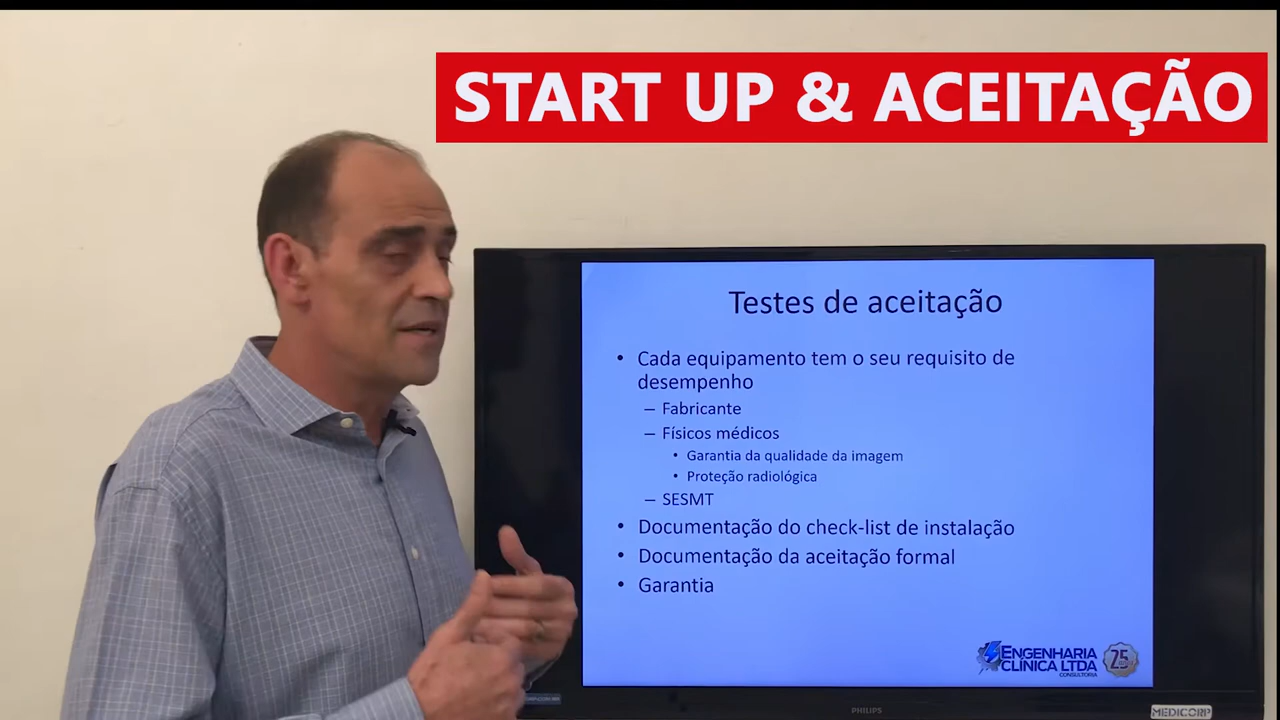 START UP & ACEITAÇÃO
Testes de aceitação
• Cada equipamento tem o seu requisito de
desempenho
– Fabricante
– Físicos médicos
• Garantia da qualidade da imagem
• Proteção radiológica
– SESMT
• Documentação do check-list de instalação
• Documentação da aceitação formal
• Garantia
ENGENHARIA
CLÍNICA LTDA
CONSULTORIA
25
PHILIPS
MEDICORP